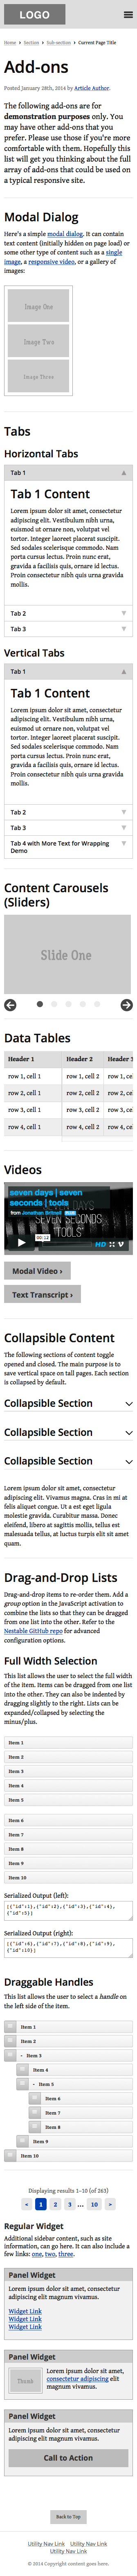 LOGO
Home > Section > Sub-section > Current Page Title
Add-ons
Posted January 28th, 2014 by Article Author.
The following add-ons are for
demonstration purposes only. You
may have other add-ons that you
prefer. Please use those if you're more
comfortable with them. Hopefully this
list will get you thinking about the full
array of add-ons that could be used on
a typical responsive site.
Modal Dialog
Here's a simple modal dialog. It can contain
text content (initially hidden on page load) or
some other type of content such as a single
image, a responsive video, or a gallery of
images:
Image One
Image Two
Image Three
Tabs
Horizontal Tabs
Tab 1
Tab 1 Content
Lorem ipsum dolor sit amet, consectetur
adipiscing elit. Vestibulum nibh urna,
euismod ut ornare non, volutpat vel
tortor. Integer laoreet placerat suscipit.
Sed sodales scelerisque commodo. Nam
porta cursus lectus. Proin nunc erat,
gravida a facilisis quis, ornare id lectus.
Proin consectetur nibh quis urna gravida
mollis.
Tab 2
Tab 3
Vertical Tabs
Tab 1
Tab 1 Content
Lorem ipsum dolor sit amet, consectetur
adipiscing elit. Vestibulum nibh urna,
euismod ut ornare non, volutpat vel
tortor. Integer laoreet placerat suscipit.
Sed sodales scelerisque commodo. Nam
porta cursus lectus. Proin nunc erat,
gravida a facilisis quis, ornare id lectus.
Proin consectetur nibh quis urna gravida
mollis.
Tab 2
Tab 3
Tab 4 with More Text for Wrapping
Demo
Content Carousels
(Sliders)
Slide One
Data Tables
Header 1 Header 2 Header 3
row 1, cell 1 row 1, cell 2 row 1, ce
row 2, cell 1 row 2, cell 2 row 2, ce
row 3, cell 1 row 3, cell 2 row 3, ce
row 4, cell 1 row 4, cell 2 row 4, ce
Videos
seven days | seven
tools
from Jonathan Britnell PLUS
SEVEN SECONDS
TOOLS
00:12
HD
Modal Video ›
Text Transcript ›
Collapsible Content
The following sections of content toggle
open and closed. The main purpose is to
save vertical space on tall pages. Each section
is collapsed by default.
Collapsible Section
Collapsible Section
Collapsible Section
Lorem ipsum dolor sit amet, consectetur
adipiscing elit. Vivamus magna. Cras in mi at
felis aliquet congue. Ut a est eget ligula
molestie gravida. Curabitur massa. Donec
eleifend, libero at sagittis mollis, tellus est
malesuada tellus, at luctus turpis elit sit amet
quam.
Drag-and-Drop Lists
Drag-and-drop items to re-order them. Add a
group option in the JavaScript initialization to
combine the lists so that they can be dragged
from one list into the other. Refer to the
Nestable GitHub repo for advanced
configuration options.
Full Width Selection
This list allows the user to select the full width
of the item. Items can be dragged from one list
into the other. They can also be indented by
dragging slightly to the right. Lists can be
expanded/collapsed by selecting the
minus/plus.
Item 1
Item 2
Item 3
Item 4
Item 5
Item 6
Item 7
Item 8
Item 9
Item 10
Serialized Output (left):
[{"id":1},{"id":2},{"id":3},{"id":4},
{"id":5}]
Serialized Output (right):
[{"id":6},{"id":7},{"id":8},{"id":9},
{"id":10}]
Draggable Handles
This list allows the user to select a handle on
the left side of the item.
Item 1
Item 2
- Item 3
Item 4
- Item 5
Item 6
Item 7
Item 8
Item 9
Item 10
Displaying results 1–10 (of 263)
< 1 2 3 ... 10 >
Regular Widget
Additional sidebar content, such as site
information, can go here. It can also include a
few links: one, two, three.
Panel Widget
Lorem ipsum dolor sit amet, consectetur
adipiscing elit magnan vivamus.
Widget Link
Widget Link
Widget Link
Panel Widget
Thumb
Lorem ipsum dolor sit amet,
consectetur adipiscing elit
magnan vivamus.
Panel Widget
Lorem ipsum dolor sit amet, consectetur
adipiscing elit magnan vivamus.
Call to Action
Back to Top
Utility Nav Link Utility Nav Link
Utility Nav Link
© 2014 Copyright content goes here.